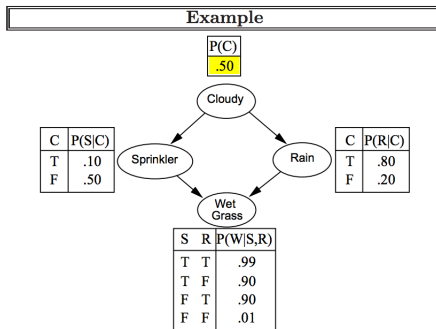 Example
P(C)
.50
Cloudy
C P(S|C)
T .10
F .50
Sprinkler
Rain
C P(R|C)
T .80
F .20
Wet
Grass
S R P(W|S,R)
T T .99
T F .90
F T .90
F F .01